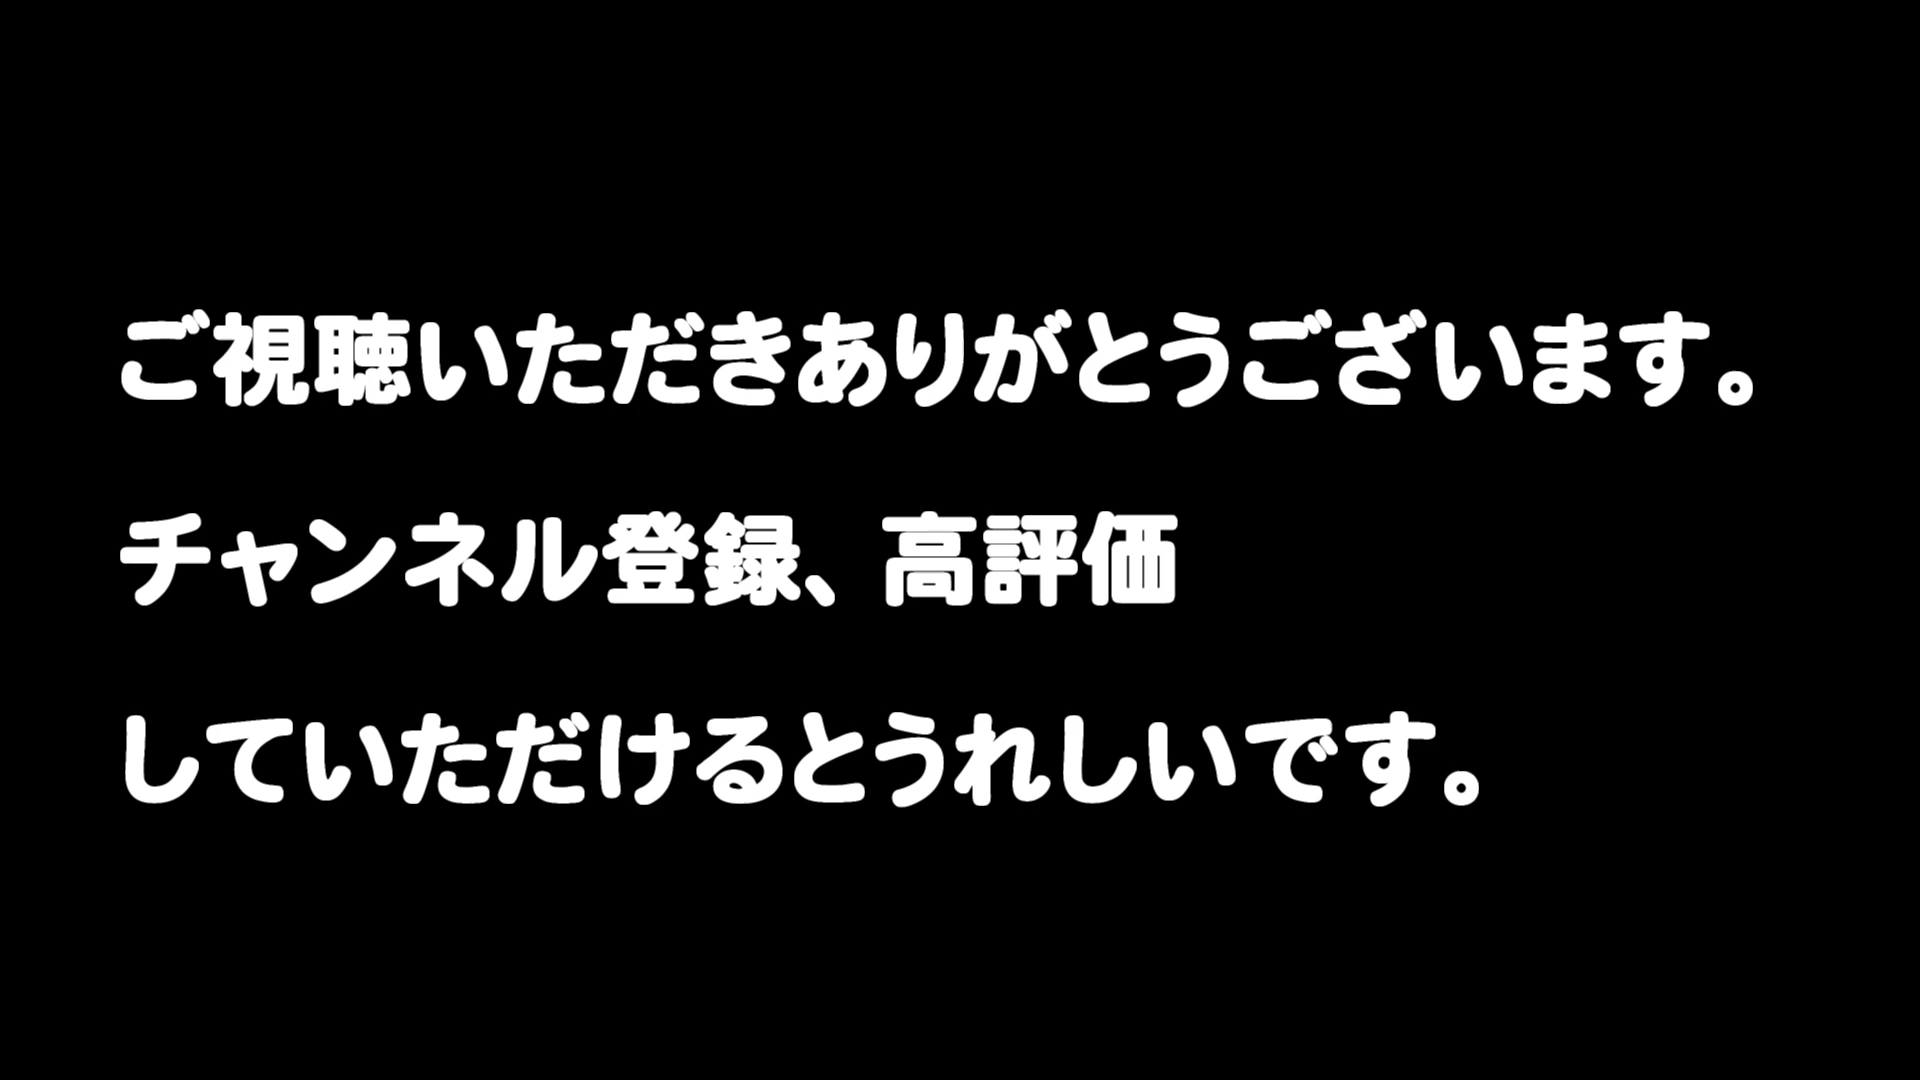 ご視聴いただきありがとうございます。
チャンネル登録、高評価
していただけるとうれしいです。